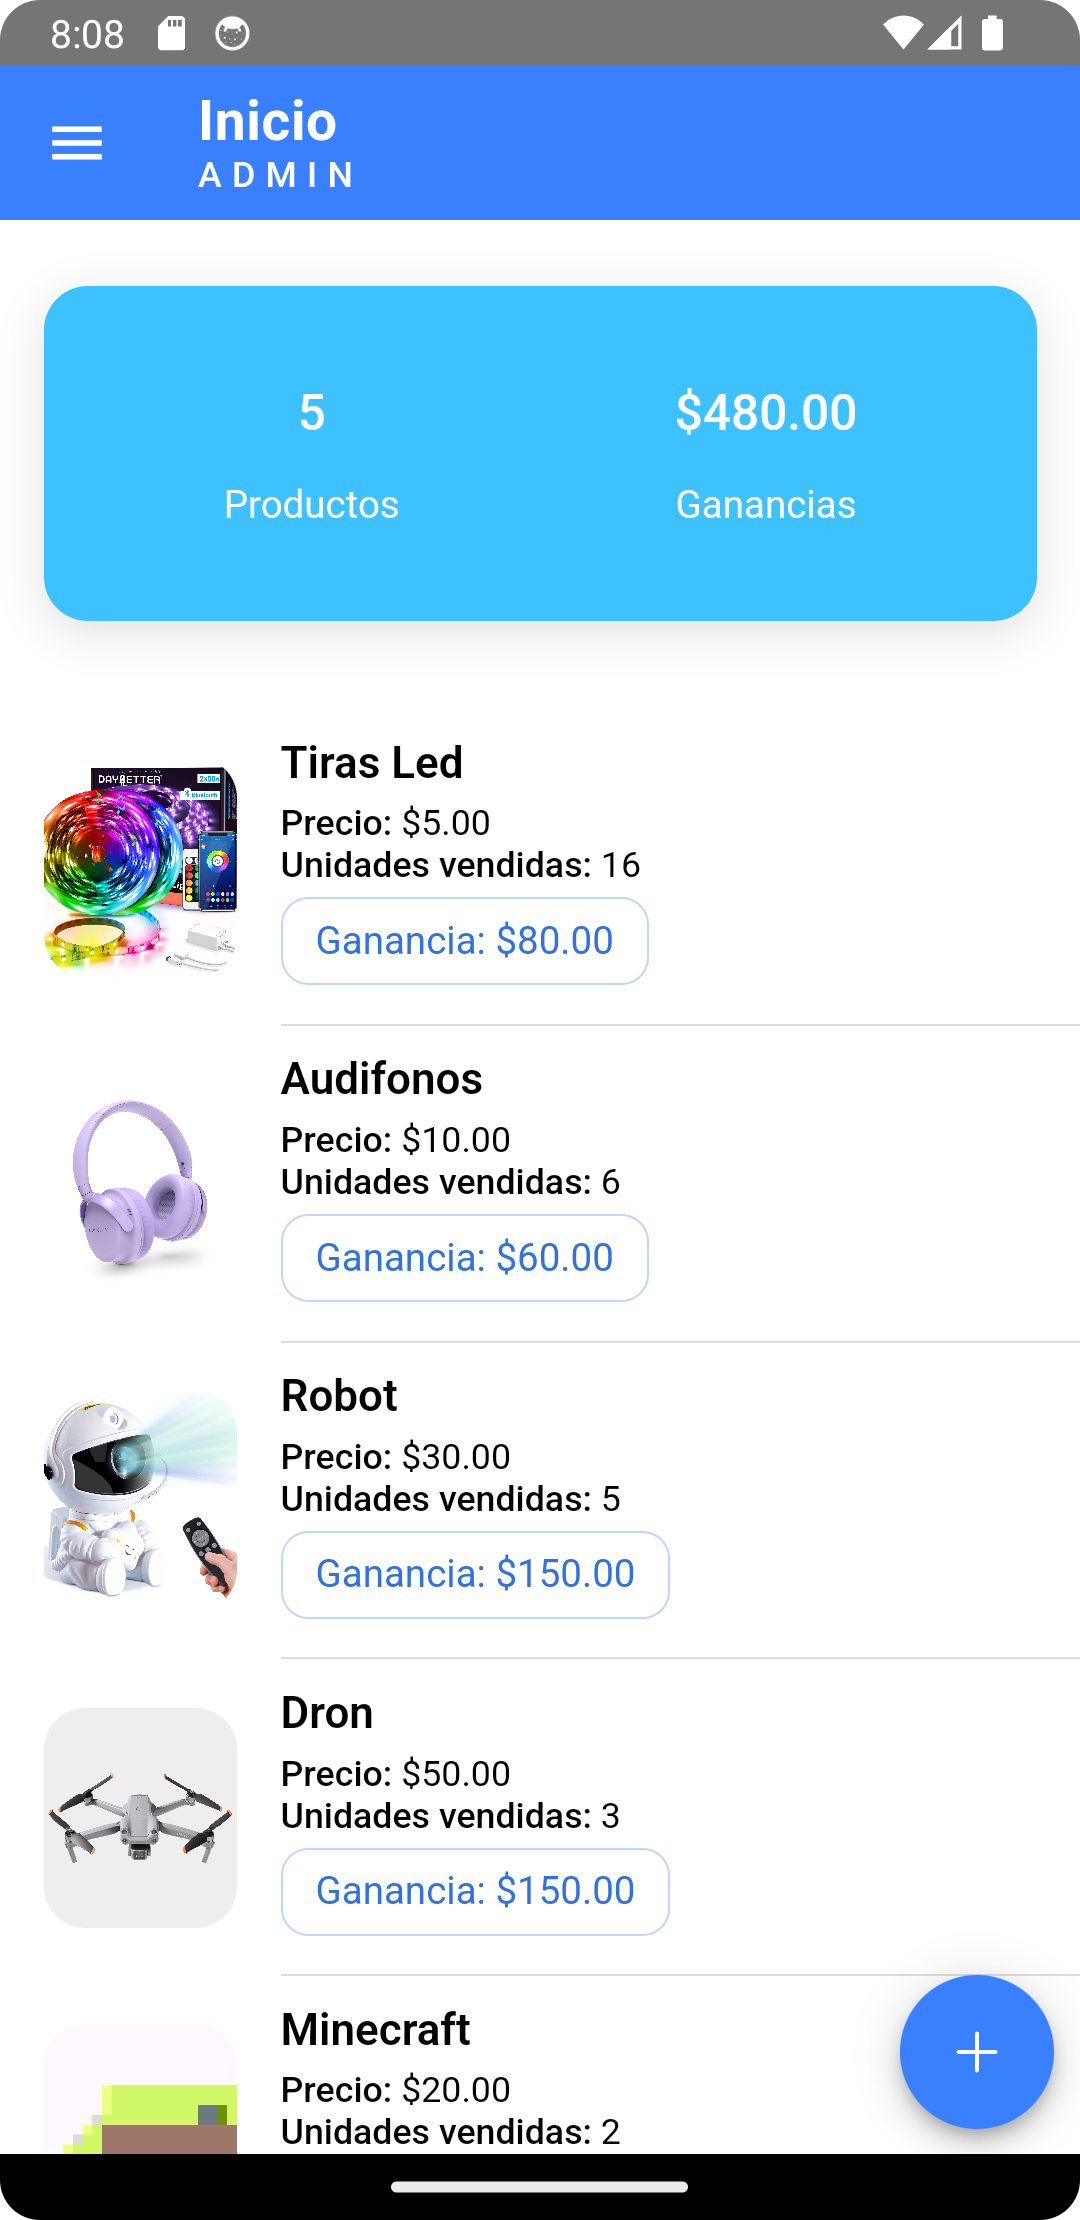 8:08
Inicio
ADMIN
5
$480.00
Productos
Ganancias
Tiras Led
DAYBETTER
Bluetooth
Precio: $5.00
Unidades vendidas: 16
Ganancia: $80.00
Audifonos
Precio: $10.00
Unidades vendidas: 6
Ganancia: $60.00
Robot
Precio: $30.00
Unidades vendidas: 5
Ganancia: $150.00
Dron
Precio: $50.00
Unidades vendidas: 3
Ganancia: $150.00
Minecraft
Precio: $20.00
Unidades vendidas: 2